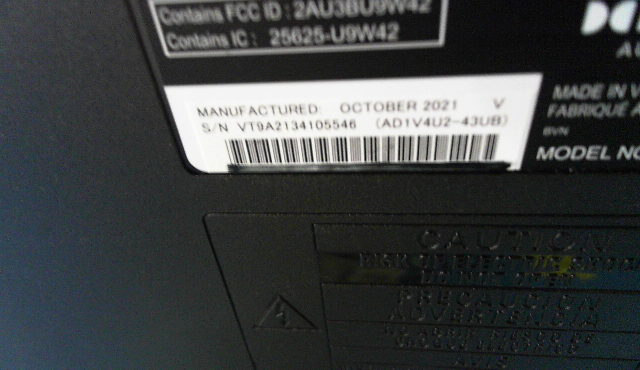 Contains FCC ID : 2AU3BU9W42
Contains IC : 25625-U9W42
MANUFACTURED: OCTOBER 2021 V
S/N VT9A2134105546 (AD1V4U2-43UB)
MADE IN V
FABRIQUÉ A
BVN
MODEL NO
CAUTION
PRECAUCION
ADVERTENCIA